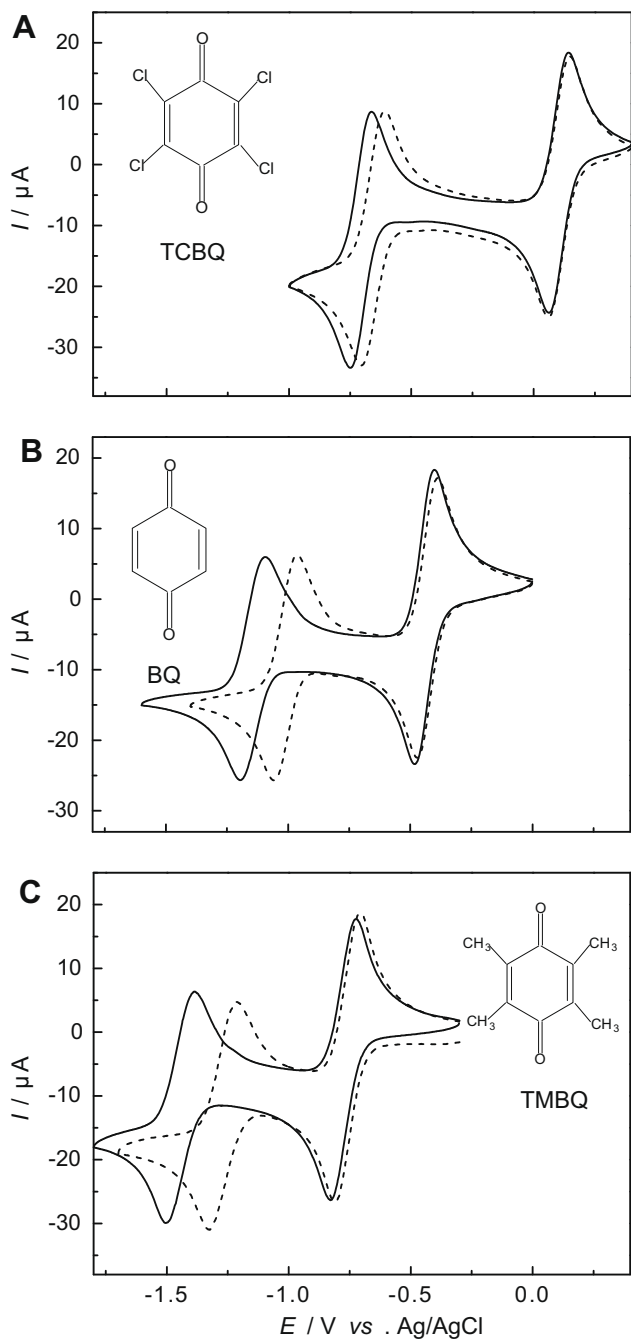 A
20
10
0
-10
-20
-30
I / µA
O
Cl
Cl
Cl
Cl
O
TCBQ
B
20
10
0
-10
-20
-30
I / µA
O
O
BQ
C
20
10
0
-10
-20
-30
I / µA
O
CH3
CH3
CH3
CH3
O
TMBQ
-1.5 -1.0 -0.5 0.0
E / V vs . Ag/AgCl